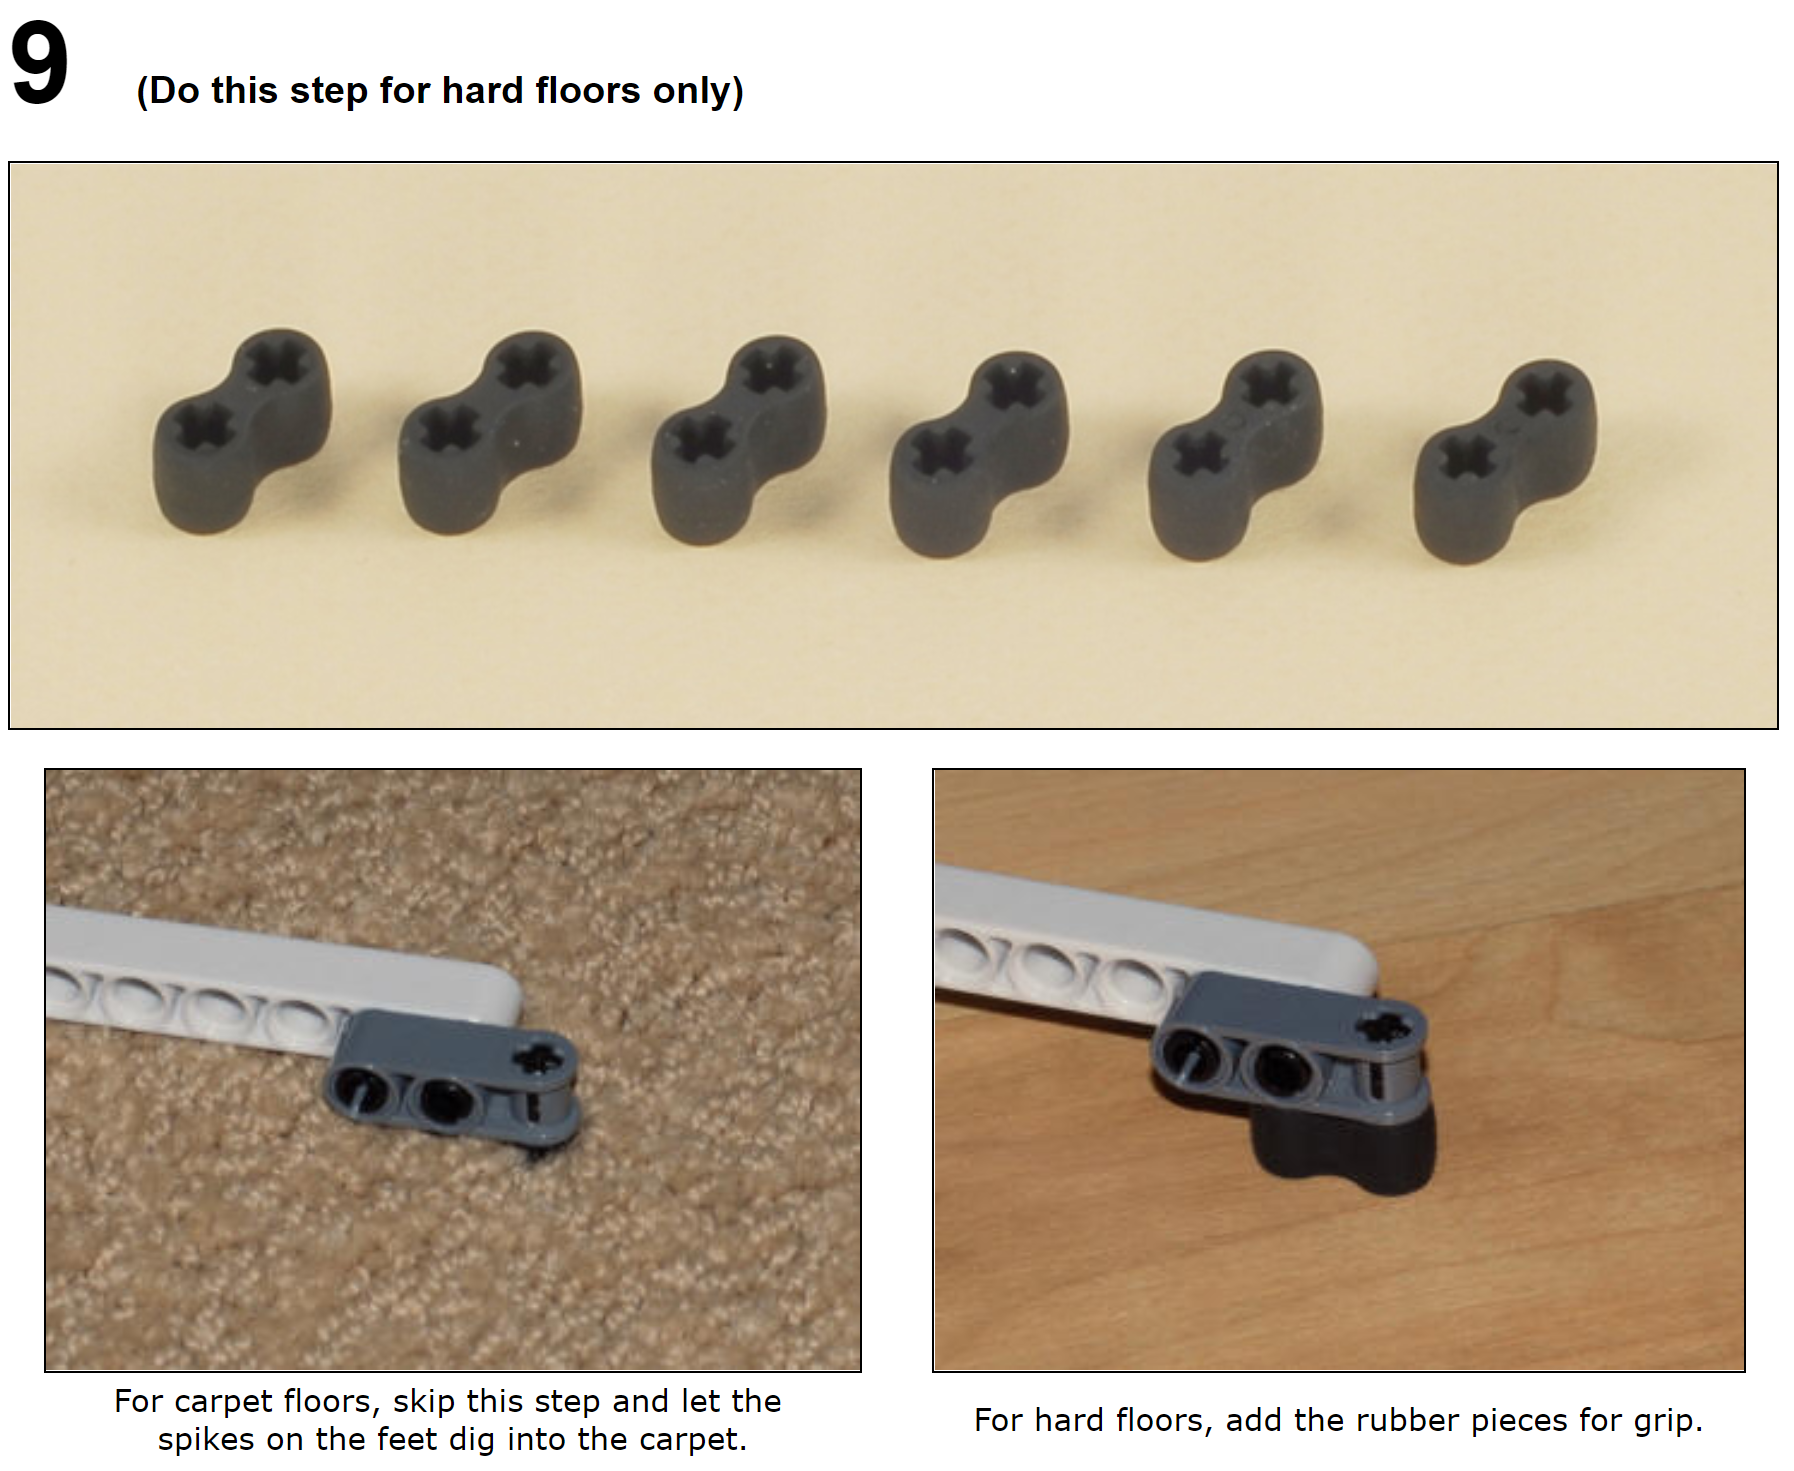 9
(Do this step for hard floors only)
For carpet floors, skip this step and let the
spikes on the feet dig into the carpet.
For hard floors, add the rubber pieces for grip.